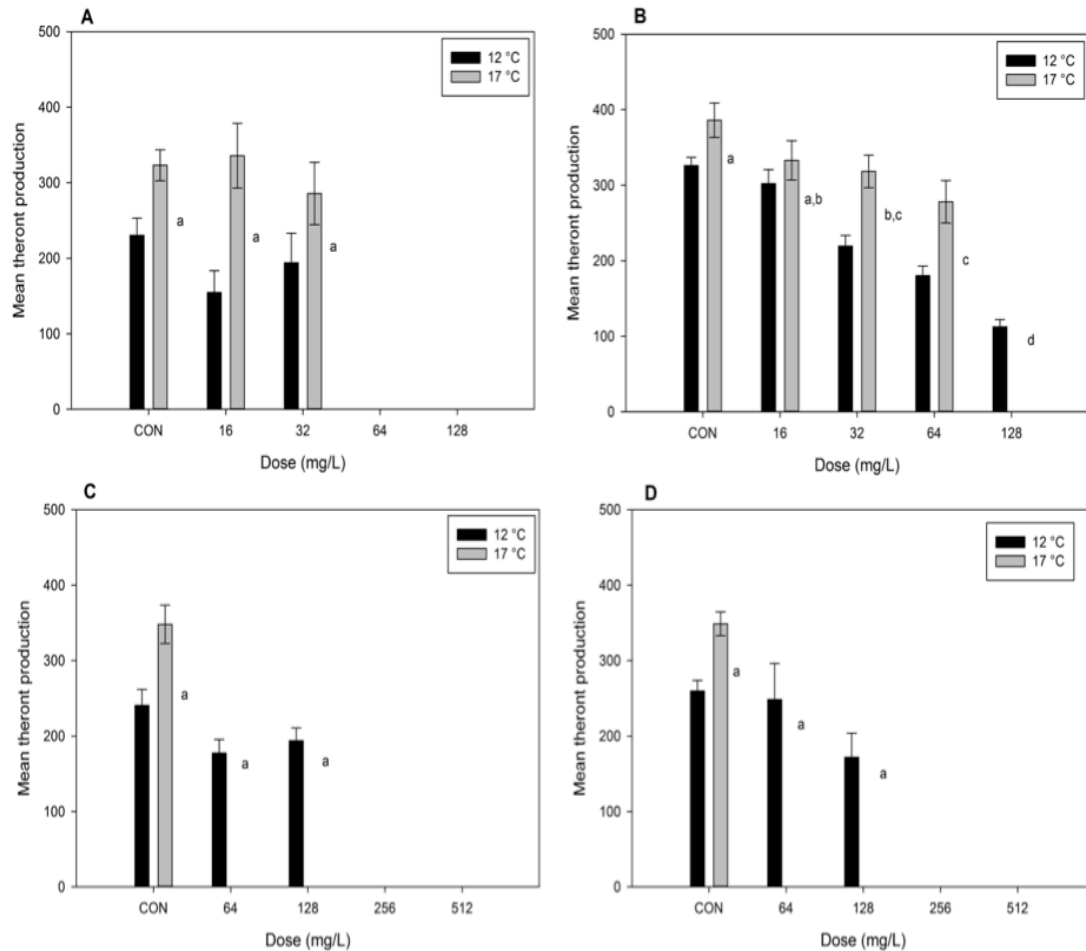 A
500
400
300
200
100
0
Mean theront production
12 °C
17 °C
a
a
a
CON 16 32 64 128
Dose (mg/L)
B
500
400
300
200
100
0
Mean theront production
12 °C
17 °C
a
a,b
b,c
c
d
CON 16 32 64 128
Dose (mg/L)
C
500
400
300
200
100
0
Mean theront production
12 °C
17 °C
a
a
a
CON 64 128 256 512
Dose (mg/L)
D
500
400
300
200
100
0
Mean theront production
12 °C
17 °C
a
a
a
CON 64 128 256 512
Dose (mg/L)